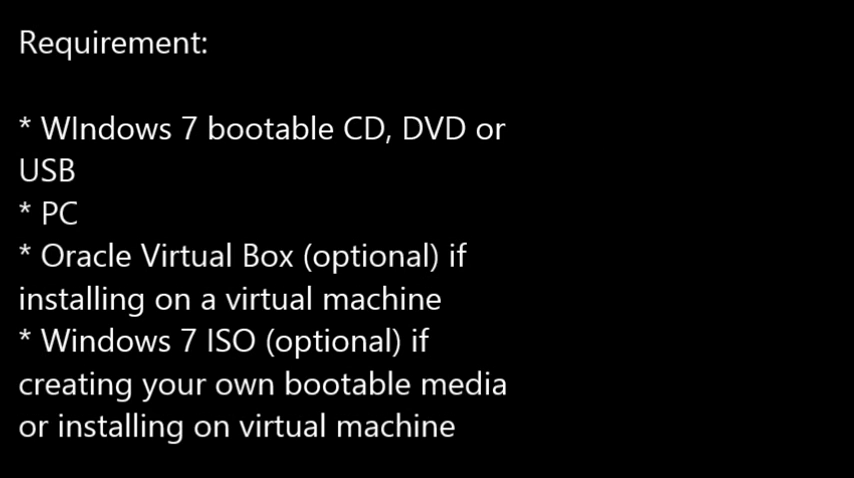 Requirement:
* WIndows 7 bootable CD, DVD or
USB
* PC
* Oracle Virtual Box (optional) if
installing on a virtual machine
* Windows 7 ISO (optional) if
creating your own bootable media
or installing on virtual machine